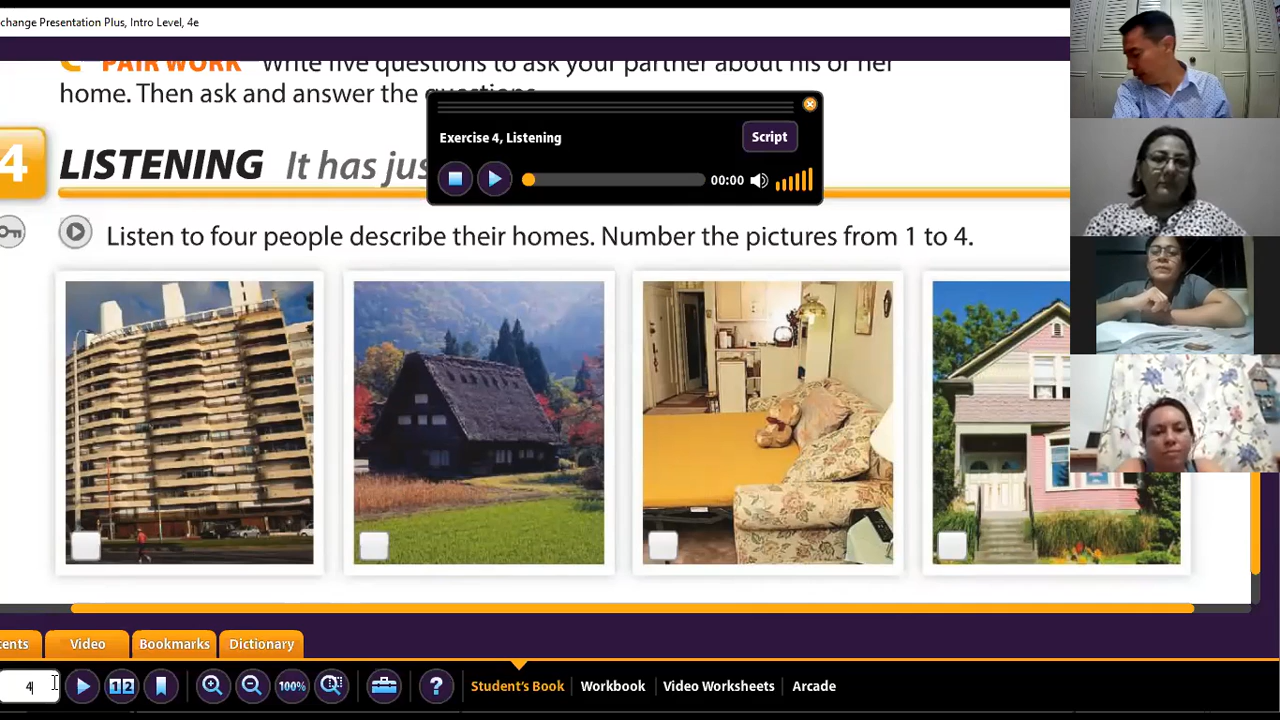 change Presentation Plus, Intro Level, 4e
C PAIR WORK Write five questions to ask your partner about his or her
home. Then ask and answer the questions.
Exercise 4, Listening
Script
00:00
4 LISTENING It has jus
Listen to four people describe their homes. Number the pictures from 1 to 4.
ents Video Bookmarks Dictionary
4 12 100% ? Student's Book Workbook Video Worksheets Arcade